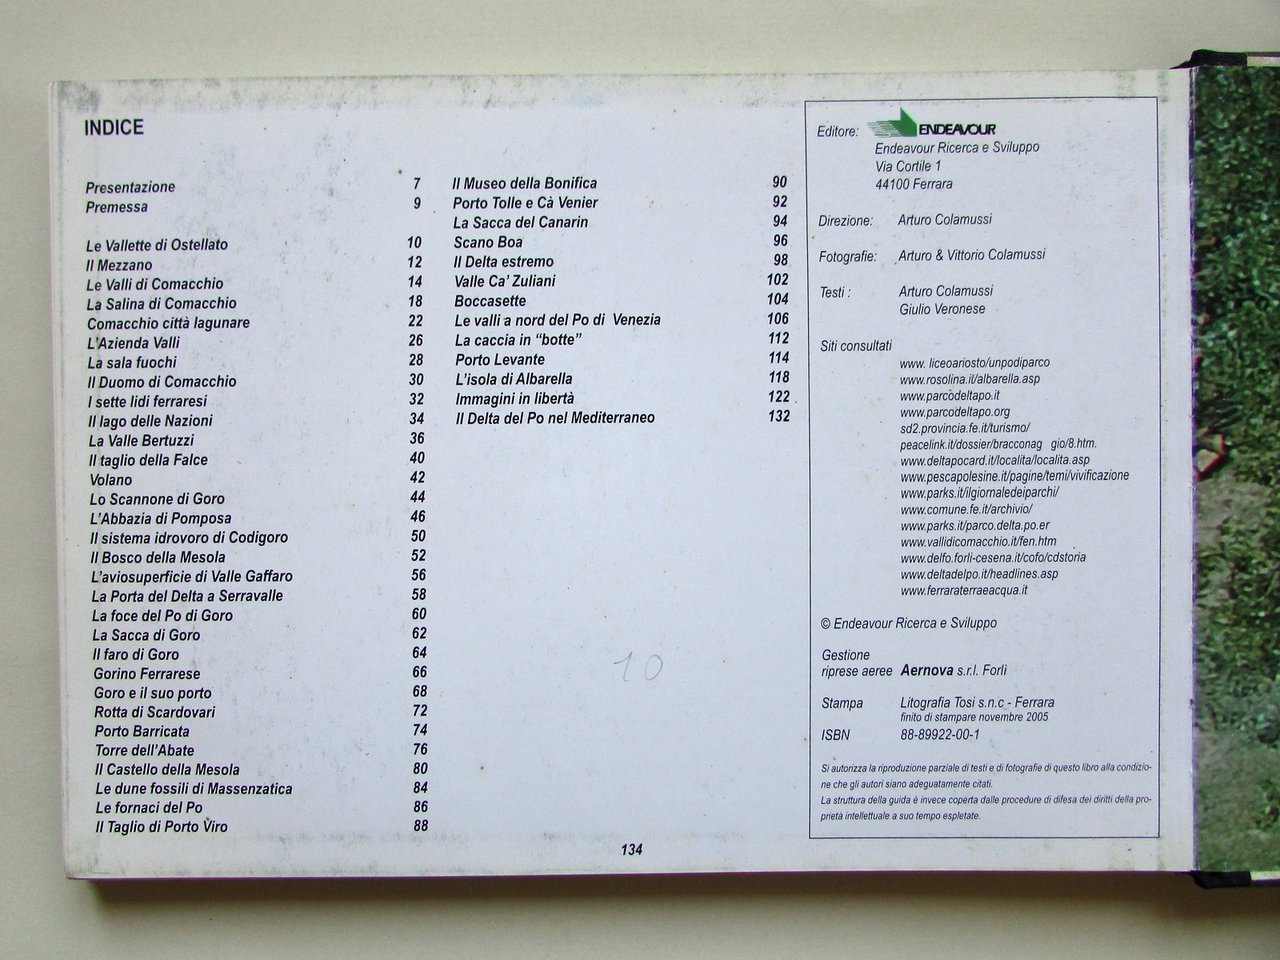 INDICE
Presentazione 7
Premessa 9
Le Vallette di Ostellato 10
Il Mezzano 12
Le Valli di Comacchio 14
La Salina di Comacchio 18
Comacchio città lagunare 22
L'Azienda Valli 26
La sala fuochi 28
Il Duomo di Comacchio 30
I sette lidi ferraresi 32
Il lago delle Nazioni 34
La Valle Bertuzzi 36
Il taglio della Falce 40
Volano 42
Lo Scannone di Goro 44
L'Abbazia di Pomposa 46
Il sistema idrovoro di Codigoro 50
Il Bosco della Mesola 52
L'aviosuperficie di Valle Gaffaro 56
La Porta del Delta a Serravalle 58
La foce del Po di Goro 60
La Sacca di Goro 62
Il faro di Goro 64
Gorino Ferrarese 66
Goro e il suo porto 68
Rotta di Scardovari 72
Porto Barricata 74
Torre dell'Abate 76
Il Castello della Mesola 80
Le dune fossili di Massenzatica 84
Le fornaci del Po 86
Il Taglio di Porto Viro 88
Il Museo della Bonifica 90
Porto Tolle e Cà Venier 92
La Sacca del Canarin 94
Scano Boa 96
Il Delta estremo 98
Valle Ca' Zuliani 102
Boccasette 104
Le valli a nord del Po di Venezia 106
La caccia in "botte" 112
Porto Levante 114
L'isola di Albarella 118
Immagini in libertà 122
Il Delta del Po nel Mediterraneo 132
10
134
Editore: ENDEAVOUR
Endeavour Ricerca e Sviluppo
Via Cortile 1
44100 Ferrara
Direzione: Arturo Colamussi
Fotografie: Arturo & Vittorio Colamussi
Testi : Arturo Colamussi
Giulio Veronese
Siti consultati
www. liceoariosto/unpodiparco
www.rosolina.it/albarella.asp
www.parcodeltapo.it
www.parcodeltapo.org
sd2.provincia.fe.it/turismo/
peacelink.it/dossier/bracconag gio/8.htm.
www.deltapocard.it/localita/localita.asp
www.pescapolesine.it/pagine/temi/vivificazione
www.parks.it/ilgiornaledeiparchi/
www.comune.fe.it/archivio/
www.parks.it/parco.delta.po.er
www.vallidicomacchio.it/fen.htm
www.delfo.forli-cesena.it/cofo/cdstoria
www.deltadelpo.it/headlines.asp
www.ferraraterraeacqua.it
© Endeavour Ricerca e Sviluppo
Gestione
riprese aeree Aernova s.r.l. Forlì
Stampa Litografia Tosi s.n.c - Ferrara
finito di stampare novembre 2005
ISBN 88-89922-00-1
Si autorizza la riproduzione parziale di testi e di fotografie di questo libro alla condizio-
ne che gli autori siano adeguatamente citati.
La struttura della guida è invece coperta dalle procedure di difesa dei diritti della pro-
prietà intellettuale a suo tempo espletate.